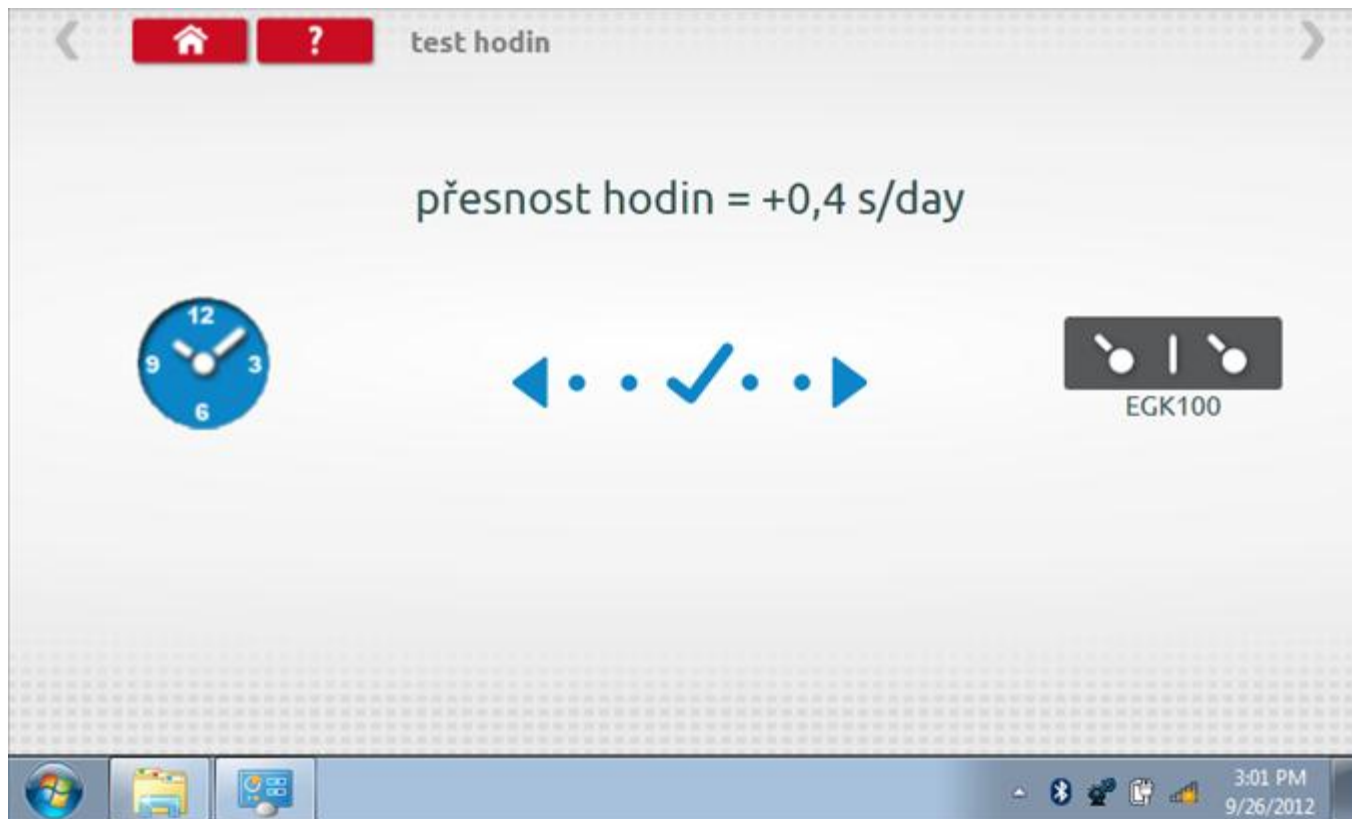 ? test hodin
přesnost hodin = +0,4 s/day
12
9 3
6
EGK100
3:01 PM
9/26/2012